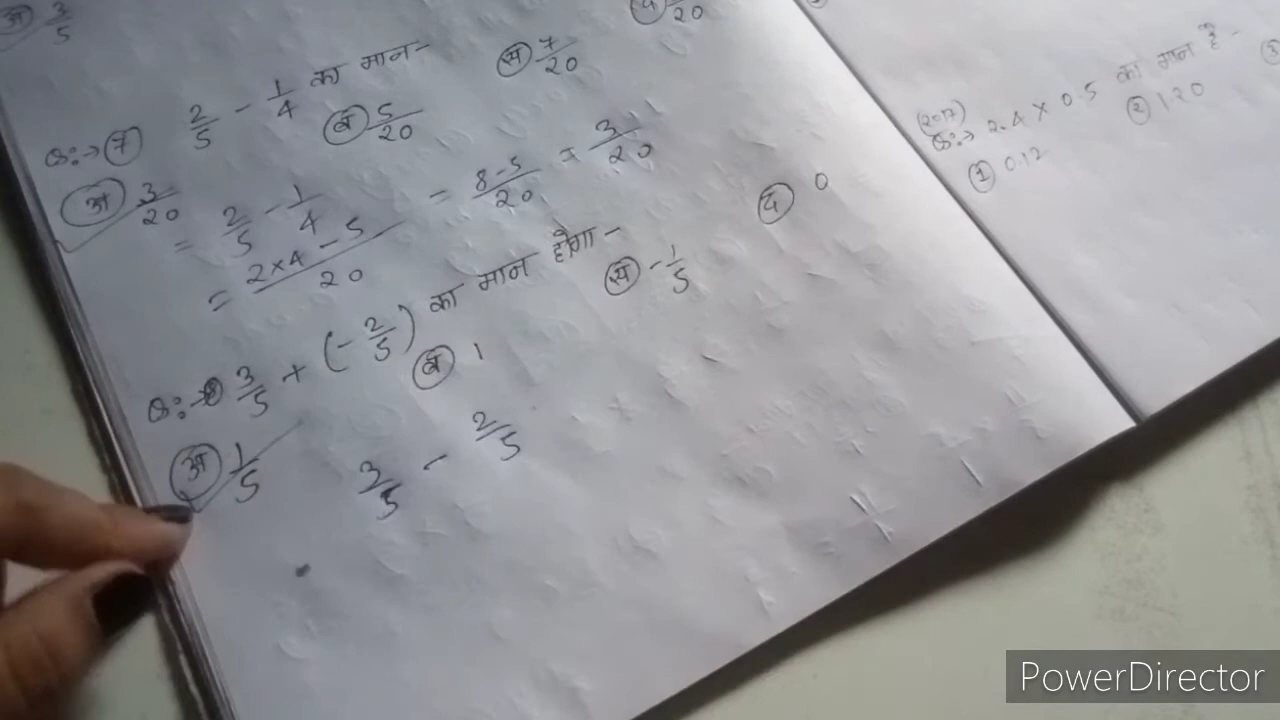 अ 3/5
द /20
Q:→ 7 2/5 - 1/4 का मान-
अ 3/20 ब 5/20 स 7/20
= 2/5 - 1/4
= 2×4-5/20 = 8-5/20 = 3/20
Q:→ 8 3/5 + (-2/5) का मान होगा-
अ 1/5 ब 1 स -1/5 द 0
3/5 - 2/5
(2017)
Q:→ 2.4 × 0.5 का मान है-
1 0.12 2 1.20
PowerDirector